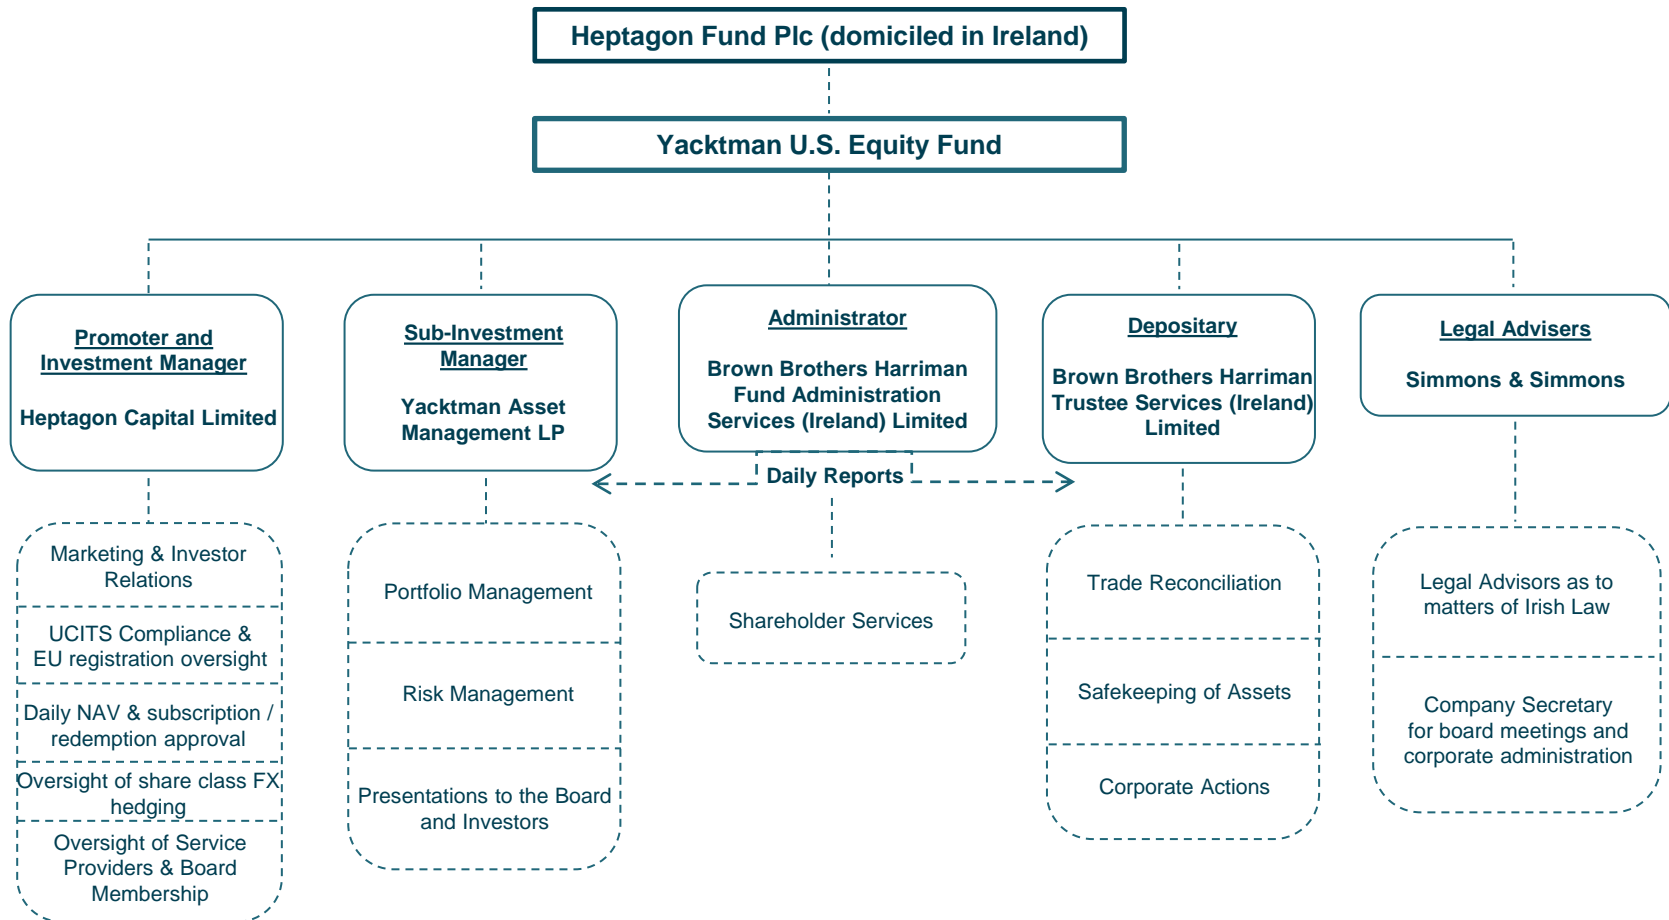 Heptagon Fund Plc (domiciled in Ireland)
Yacktman U.S. Equity Fund
Promoter and
Investment Manager
Heptagon Capital Limited
Sub-Investment
Manager
Yacktman Asset
Management LP
Administrator
Brown Brothers Harriman
Fund Administration
Services (Ireland) Limited
Depositary
Brown Brothers Harriman
Trustee Services (Ireland)
Limited
Legal Advisers
Simmons & Simmons
Daily Reports
Marketing & Investor
Relations
UCITS Compliance &
EU registration oversight
Daily NAV & subscription /
redemption approval
Oversight of share class FX
hedging
Oversight of Service
Providers & Board
Membership
Portfolio Management
Risk Management
Presentations to the Board
and Investors
Shareholder Services
Trade Reconciliation
Safekeeping of Assets
Corporate Actions
Legal Advisors as to
matters of Irish Law
Company Secretary
for board meetings and
corporate administration